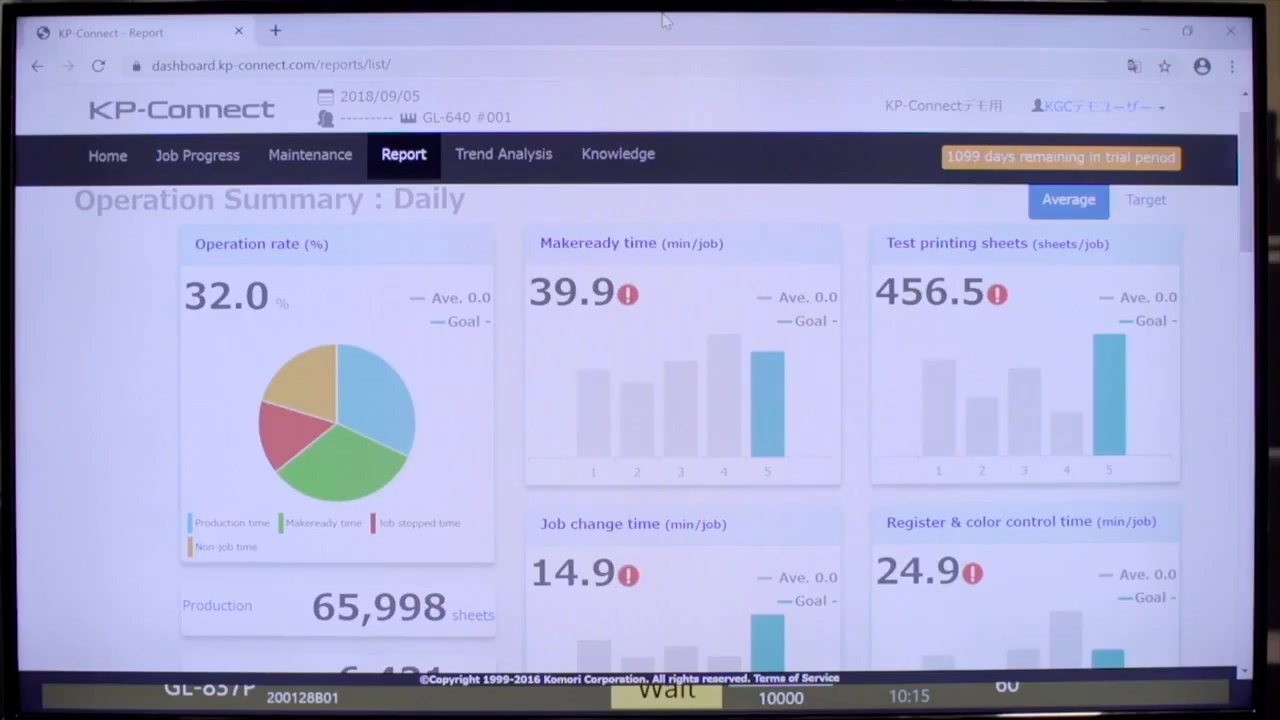 KP-Connect - Report
dashboard.kp-connect.com/reports/list/
KP-Connect
2018/09/05
--------- GL-640 #001
KP-Connectデモ用
KGCデモユーザー
Home
Job Progress
Maintenance
Report
Trend Analysis
Knowledge
1099 days remaining in trial period
Operation Summary : Daily
Average
Target
Operation rate (%)
32.0 %
Ave. 0.0
Goal -
Production time
Makeready time
Job stopped time
Non-job time
Production 65,998 sheets
Makeready time (min/job)
39.9
Ave. 0.0
Goal -
1 2 3 4 5
Test printing sheets (sheets/job)
456.5
Ave. 0.0
Goal -
1 2 3 4 5
Job change time (min/job)
14.9
Ave. 0.0
Goal -
Register & color control time (min/job)
24.9
Ave. 0.0
Goal -
©Copyright 1999-2016 Komori Corporation. All rights reserved. Terms of Service
GL-837P
200128B01
Wait
10000
10:15
60